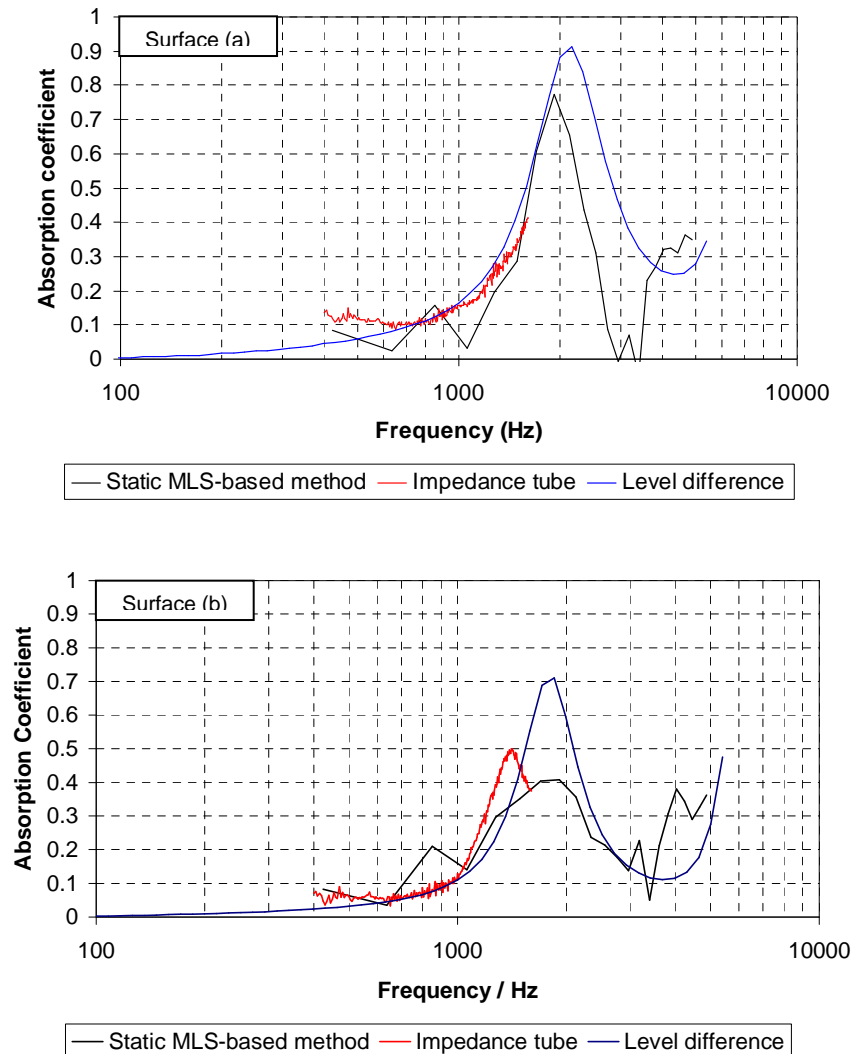 Surface (a)
Absorption coefficient
1
0.9
0.8
0.7
0.6
0.5
0.4
0.3
0.2
0.1
0
100 1000 10000
Frequency (Hz)
Static MLS-based method Impedance tube Level difference
Surface (b)
Absorption Coefficient
1
0.9
0.8
0.7
0.6
0.5
0.4
0.3
0.2
0.1
0
100 1000 10000
Frequency / Hz
Static MLS-based method Impedance tube Level difference